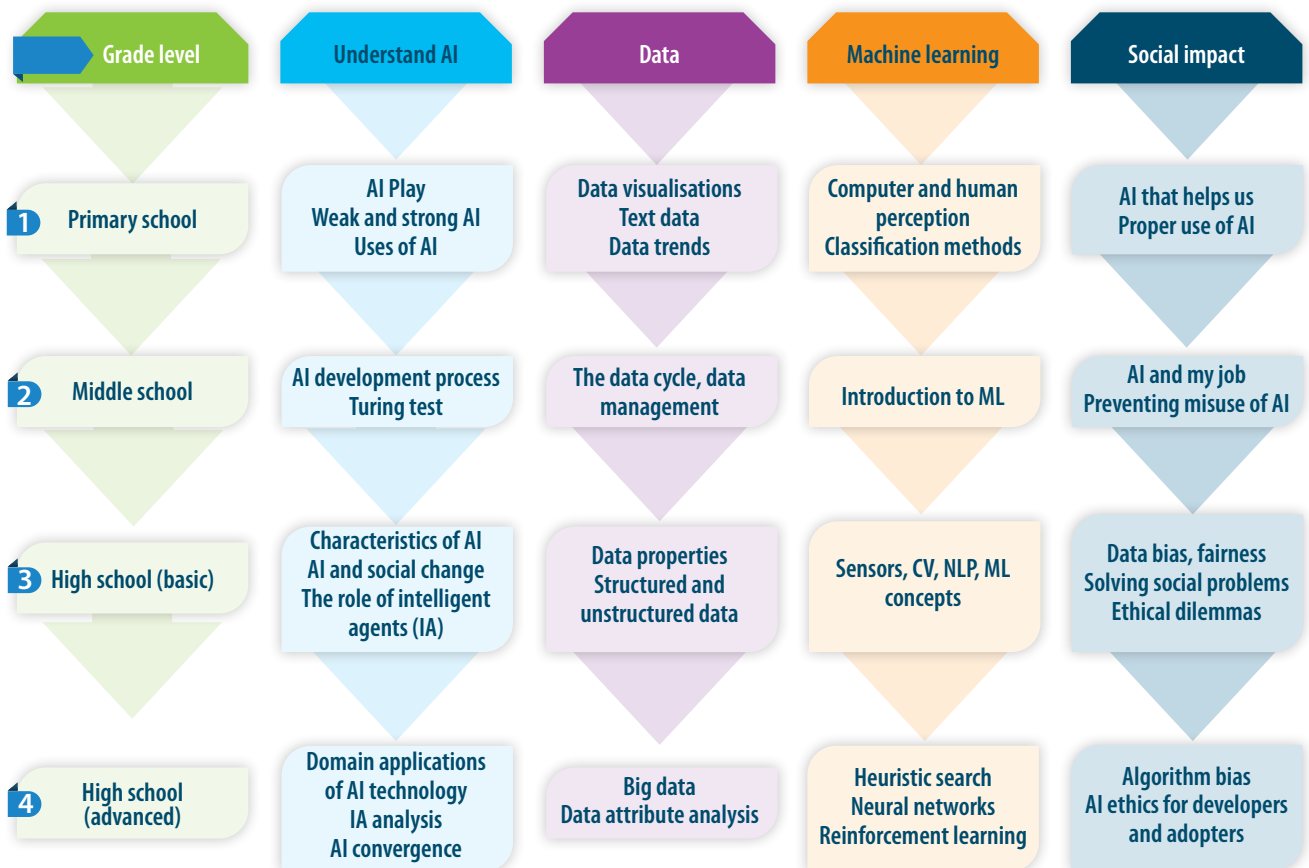 Grade level
Understand AI
Data
Machine learning
Social impact
1
Primary school
AI Play
Weak and strong AI
Uses of AI
Data visualisations
Text data
Data trends
Computer and human
perception
Classification methods
AI that helps us
Proper use of AI
2
Middle school
AI development process
Turing test
The data cycle, data
management
Introduction to ML
AI and my job
Preventing misuse of AI
3
High school (basic)
Characteristics of AI
AI and social change
The role of intelligent
agents (IA)
Data properties
Structured and
unstructured data
Sensors, CV, NLP, ML
concepts
Data bias, fairness
Solving social problems
Ethical dilemmas
4
High school
(advanced)
Domain applications
of AI technology
IA analysis
AI convergence
Big data
Data attribute analysis
Heuristic search
Neural networks
Reinforcement learning
Algorithm bias
AI ethics for developers
and adopters